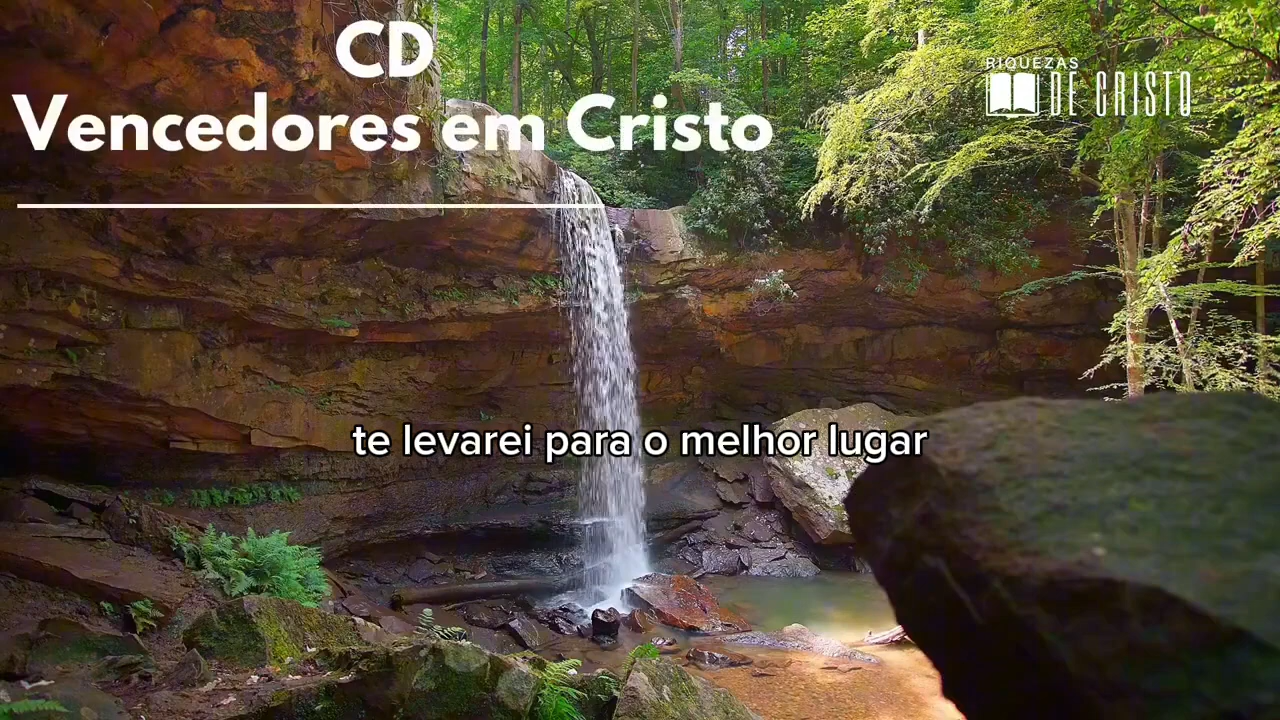 CD
Vencedores em Cristo
RIQUEZAS
DE CRISTO
te levarei para o melhor lugar